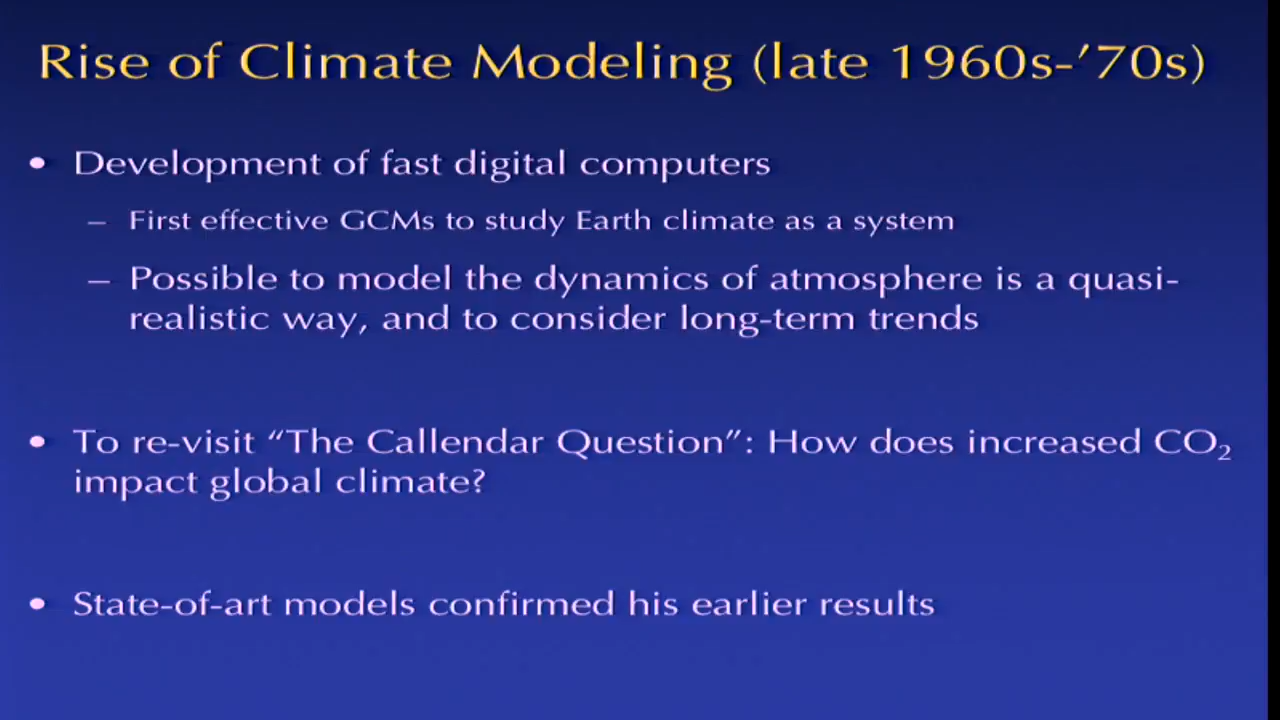 Rise of Climate Modeling (late 1960s-’70s)
• Development of fast digital computers
– First effective GCMs to study Earth climate as a system
– Possible to model the dynamics of atmosphere is a quasi-
realistic way, and to consider long-term trends
• To re-visit “The Callendar Question”: How does increased CO₂
impact global climate?
• State-of-art models confirmed his earlier results